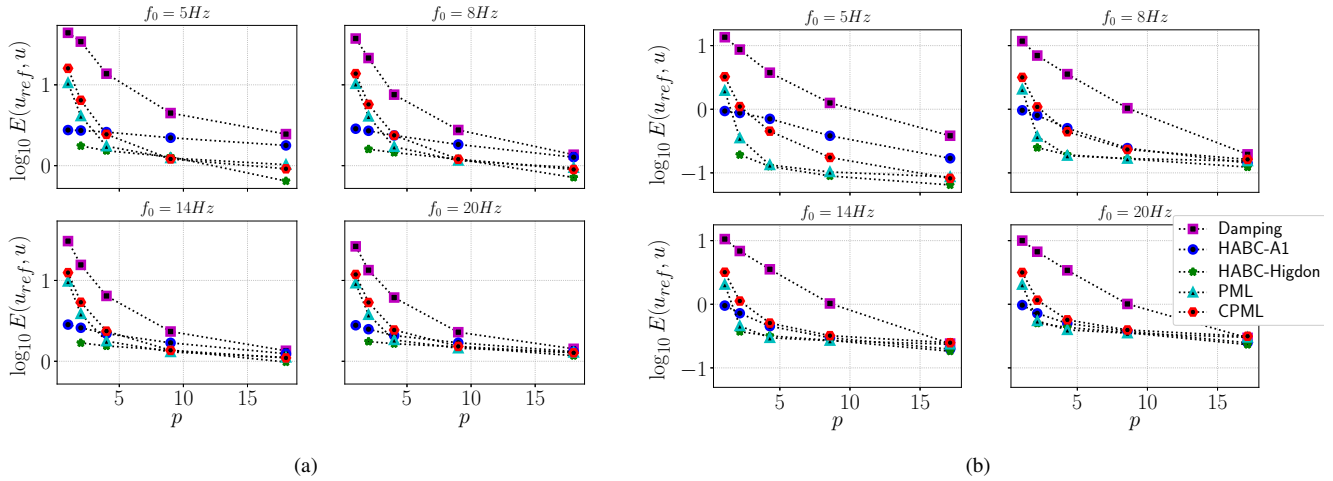 f_0 = 5Hz
f_0 = 8Hz
f_0 = 5Hz
f_0 = 8Hz
log_10 E(u_ref, u)
1
0
log_10 E(u_ref, u)
1
0
−1
f_0 = 14Hz
f_0 = 20Hz
f_0 = 14Hz
f_0 = 20Hz
log_10 E(u_ref, u)
1
0
log_10 E(u_ref, u)
1
0
−1
Damping
HABC-A1
HABC-Higdon
PML
CPML
5 10 15
5 10 15
5 10 15
5 10 15
p
p
p
p
(a)
(b)